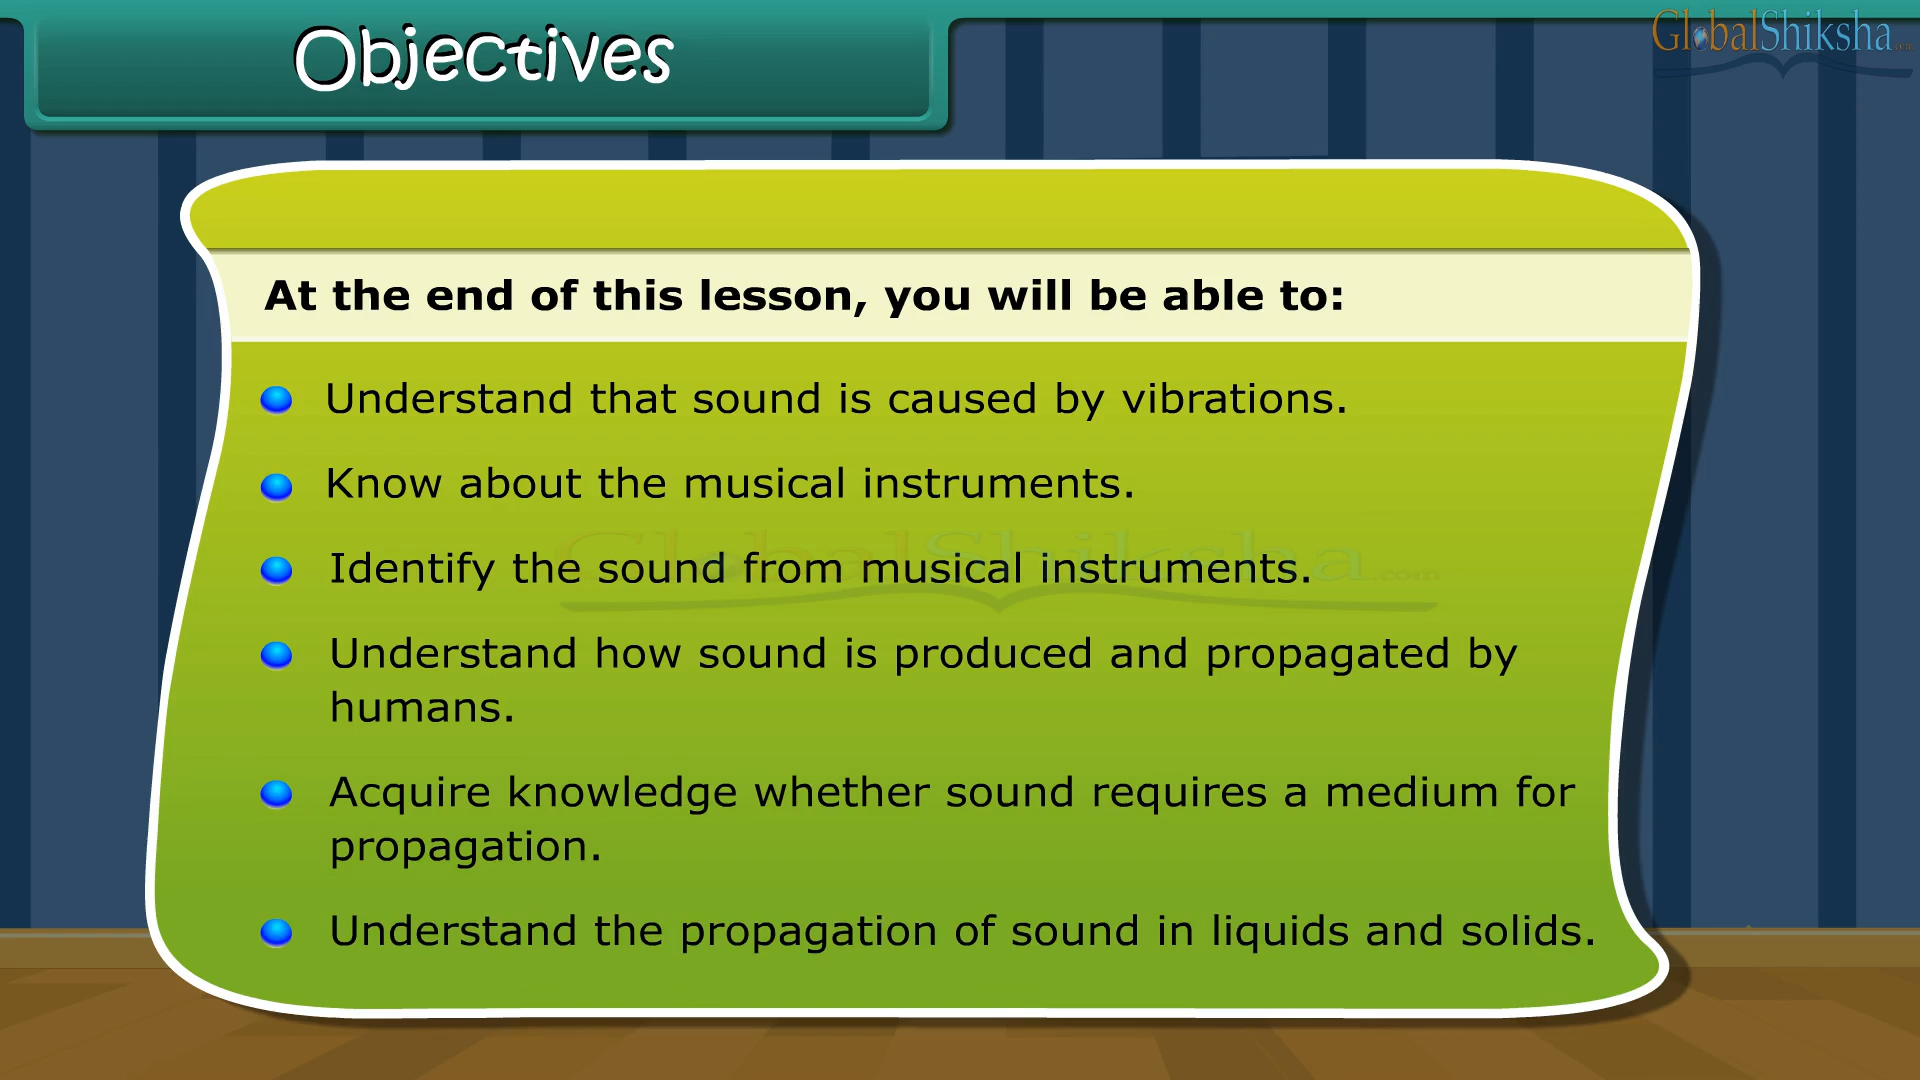 Objectives
GlobalShiksha.com
At the end of this lesson, you will be able to:
Understand that sound is caused by vibrations.
Know about the musical instruments.
Identify the sound from musical instruments.
GlobalShiksha.com
Understand how sound is produced and propagated by
humans.
Acquire knowledge whether sound requires a medium for
propagation.
Understand the propagation of sound in liquids and solids.